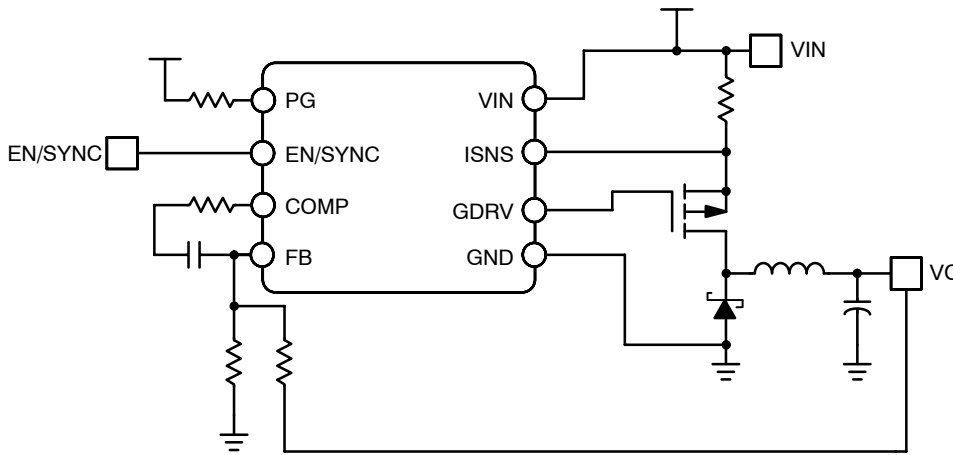 VIN
PG
VIN
EN/SYNC
EN/SYNC
ISNS
COMP
GDRV
FB
GND